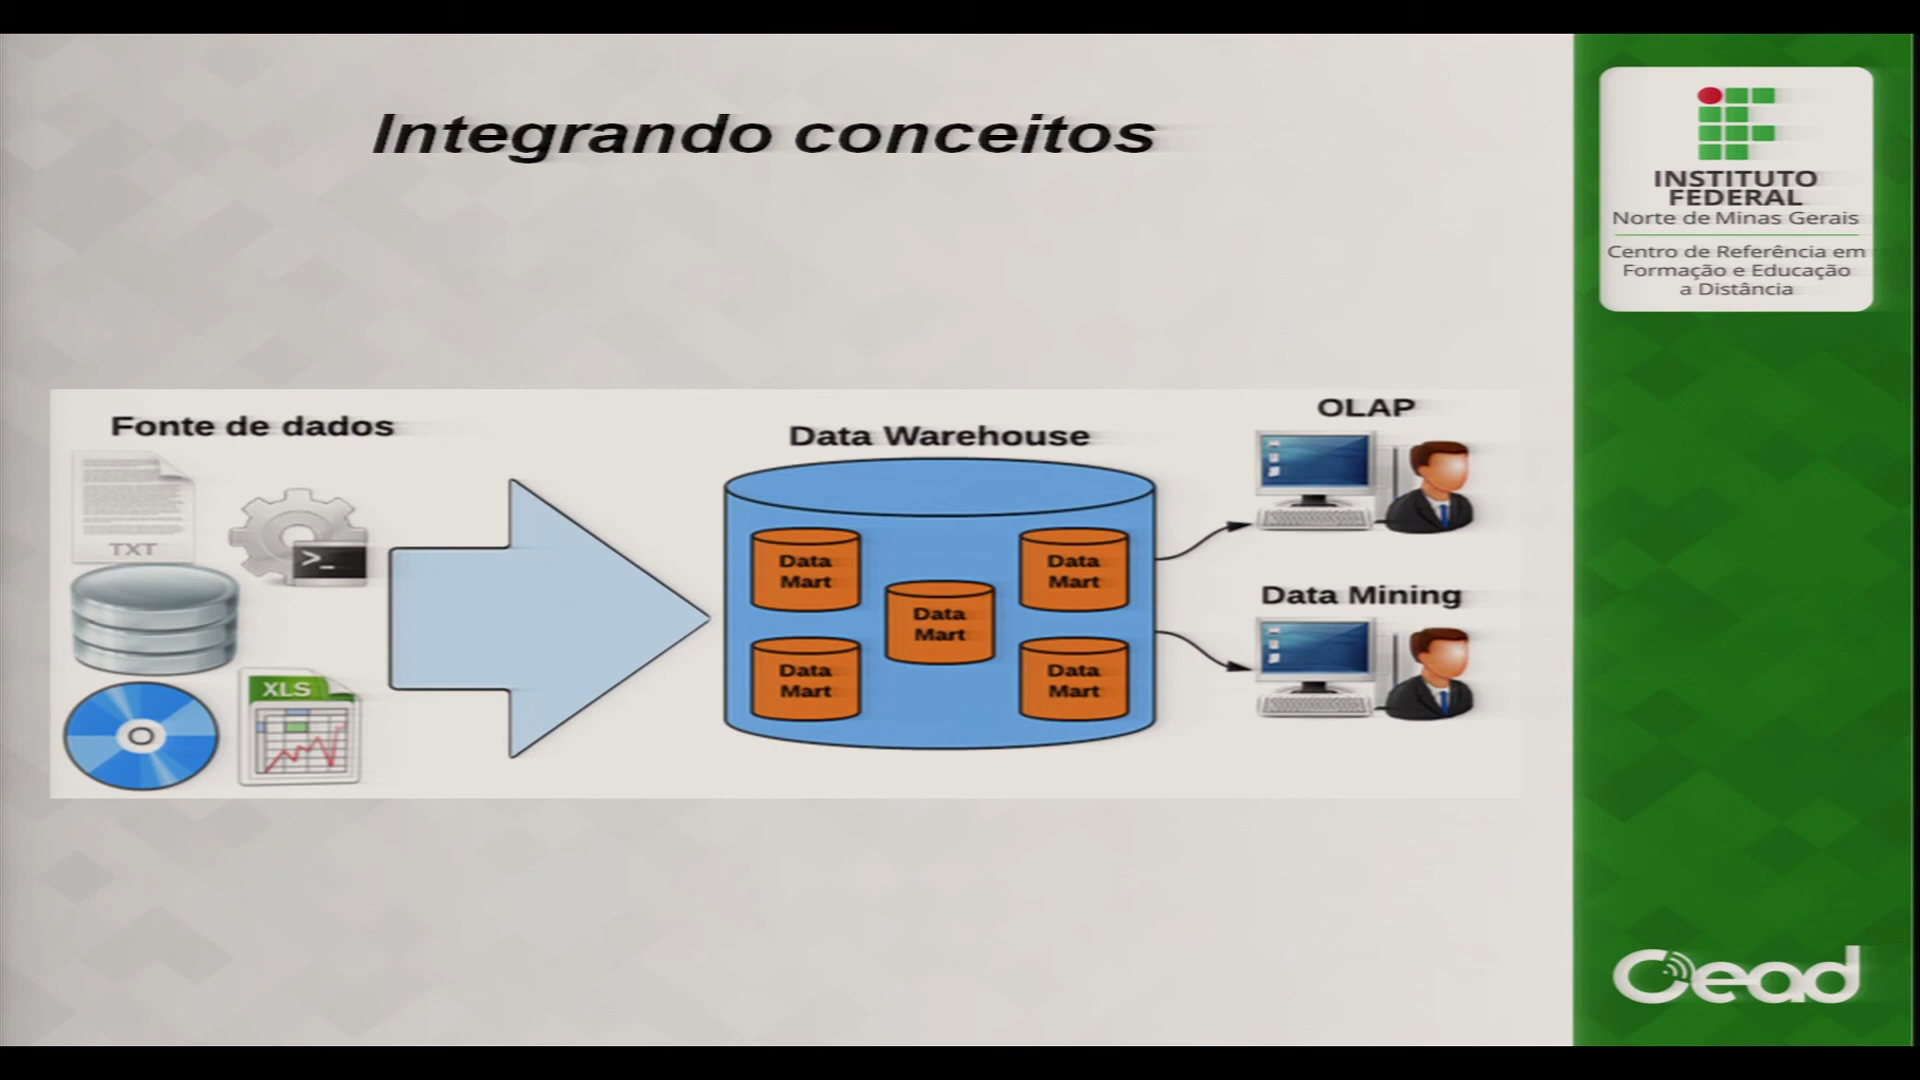 Integrando conceitos
INSTITUTO
FEDERAL
Norte de Minas Gerais
Centro de Referência em
Formação e Educação
a Distância
Fonte de dados
TXT
>_
XLS
Data Warehouse
Data
Mart
Data
Mart
Data
Mart
Data
Mart
Data
Mart
OLAP
Data Mining
Cead